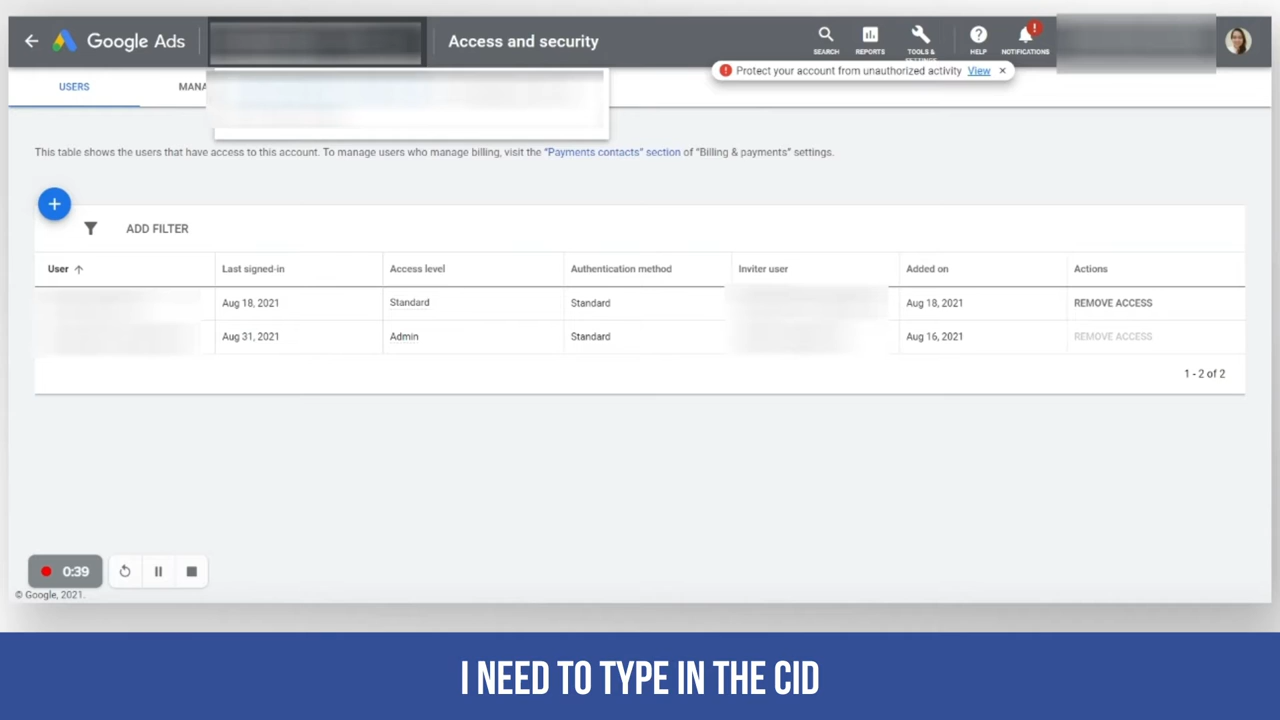 Google Ads
Access and security
SEARCH
REPORTS
TOOLS &
SETTINGS
HELP
NOTIFICATIONS
Protect your account from unauthorized activity View
USERS
MANA
This table shows the users that have access to this account. To manage users who manage billing, visit the "Payments contacts" section of "Billing & payments" settings.
ADD FILTER
User Last signed-in Access level Authentication method Inviter user Added on Actions
Aug 18, 2021 Standard Standard Aug 18, 2021 REMOVE ACCESS
Aug 31, 2021 Admin Standard Aug 16, 2021 REMOVE ACCESS
1 - 2 of 2
0:39
© Google, 2021.
I NEED TO TYPE IN THE CID